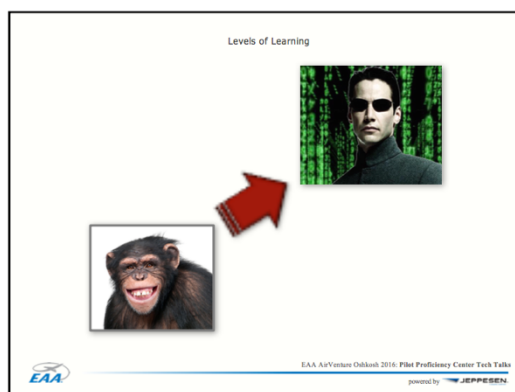 Levels of Learning
EAA AirVenture Oshkosh 2016: Pilot Proficiency Center Tech Talks
EAA
powered by JEPPESEN